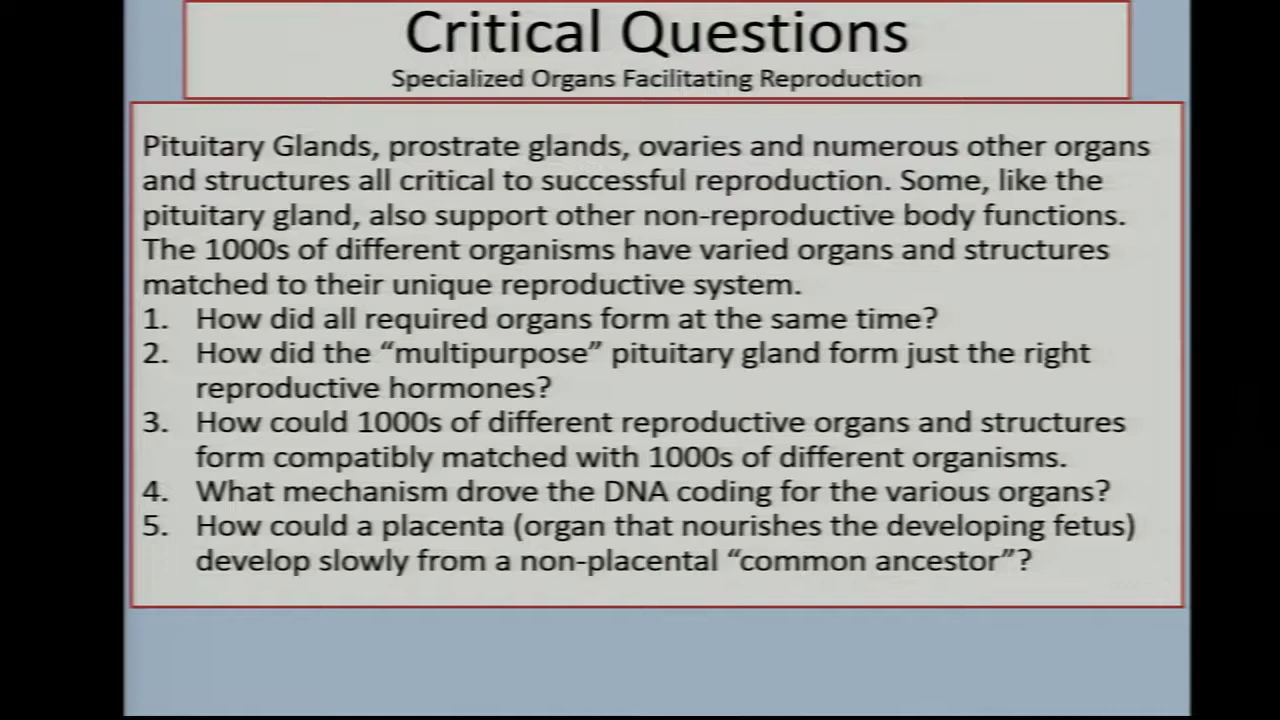 Critical Questions
Specialized Organs Facilitating Reproduction
Pituitary Glands, prostrate glands, ovaries and numerous other organs
and structures all critical to successful reproduction. Some, like the
pituitary gland, also support other non-reproductive body functions.
The 1000s of different organisms have varied organs and structures
matched to their unique reproductive system.
1. How did all required organs form at the same time?
2. How did the “multipurpose” pituitary gland form just the right
reproductive hormones?
3. How could 1000s of different reproductive organs and structures
form compatibly matched with 1000s of different organisms.
4. What mechanism drove the DNA coding for the various organs?
5. How could a placenta (organ that nourishes the developing fetus)
develop slowly from a non-placental “common ancestor”?